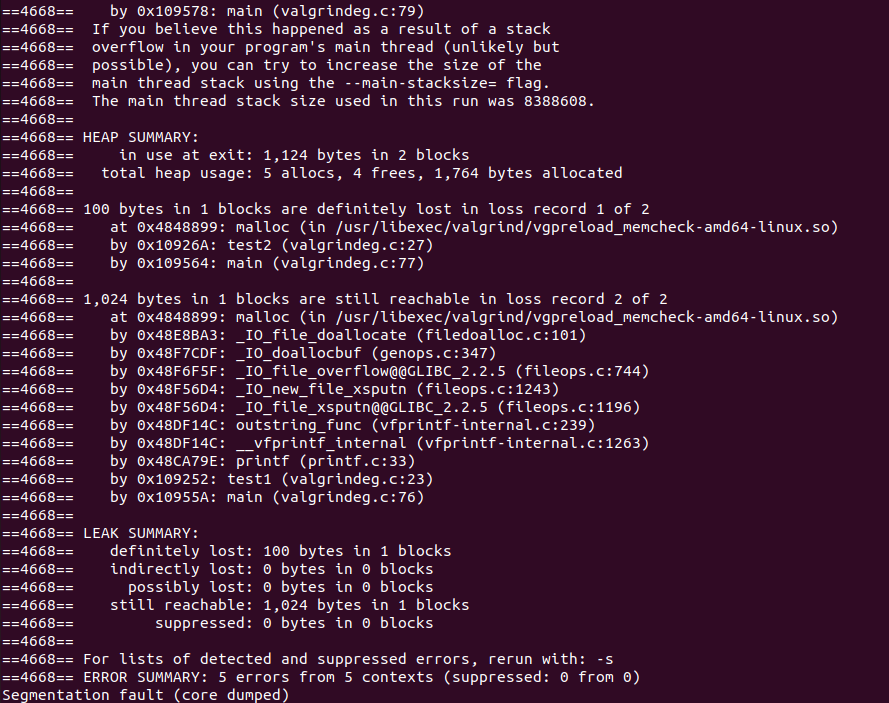 ==4668==    by 0x109578: main (valgrindeg.c:79)
==4668==  If you believe this happened as a result of a stack
==4668==  overflow in your program's main thread (unlikely but
==4668==  possible), you can try to increase the size of the
==4668==  main thread stack using the --main-stacksize= flag.
==4668==  The main thread stack size used in this run was 8388608.
==4668==
==4668== HEAP SUMMARY:
==4668==     in use at exit: 1,124 bytes in 2 blocks
==4668==   total heap usage: 5 allocs, 4 frees, 1,764 bytes allocated
==4668==
==4668== 100 bytes in 1 blocks are definitely lost in loss record 1 of 2
==4668==    at 0x4848899: malloc (in /usr/libexec/valgrind/vgpreload_memcheck-amd64-linux.so)
==4668==    by 0x10926A: test2 (valgrindeg.c:27)
==4668==    by 0x109564: main (valgrindeg.c:77)
==4668==
==4668== 1,024 bytes in 1 blocks are still reachable in loss record 2 of 2
==4668==    at 0x4848899: malloc (in /usr/libexec/valgrind/vgpreload_memcheck-amd64-linux.so)
==4668==    by 0x48E8BA3: _IO_file_doallocate (filedoalloc.c:101)
==4668==    by 0x48F7CDF: _IO_doallocbuf (genops.c:347)
==4668==    by 0x48F6F5F: _IO_file_overflow@@GLIBC_2.2.5 (fileops.c:744)
==4668==    by 0x48F56D4: _IO_new_file_xsputn (fileops.c:1243)
==4668==    by 0x48F56D4: _IO_file_xsputn@@GLIBC_2.2.5 (fileops.c:1196)
==4668==    by 0x48DF14C: outstring_func (vfprintf-internal.c:239)
==4668==    by 0x48DF14C: __vfprintf_internal (vfprintf-internal.c:1263)
==4668==    by 0x48CA79E: printf (printf.c:33)
==4668==    by 0x109252: test1 (valgrindeg.c:23)
==4668==    by 0x10955A: main (valgrindeg.c:76)
==4668==
==4668== LEAK SUMMARY:
==4668==    definitely lost: 100 bytes in 1 blocks
==4668==    indirectly lost: 0 bytes in 0 blocks
==4668==      possibly lost: 0 bytes in 0 blocks
==4668==    still reachable: 1,024 bytes in 1 blocks
==4668==         suppressed: 0 bytes in 0 blocks
==4668==
==4668== For lists of detected and suppressed errors, rerun with: -s
==4668== ERROR SUMMARY: 5 errors from 5 contexts (suppressed: 0 from 0)
Segmentation fault (core dumped)